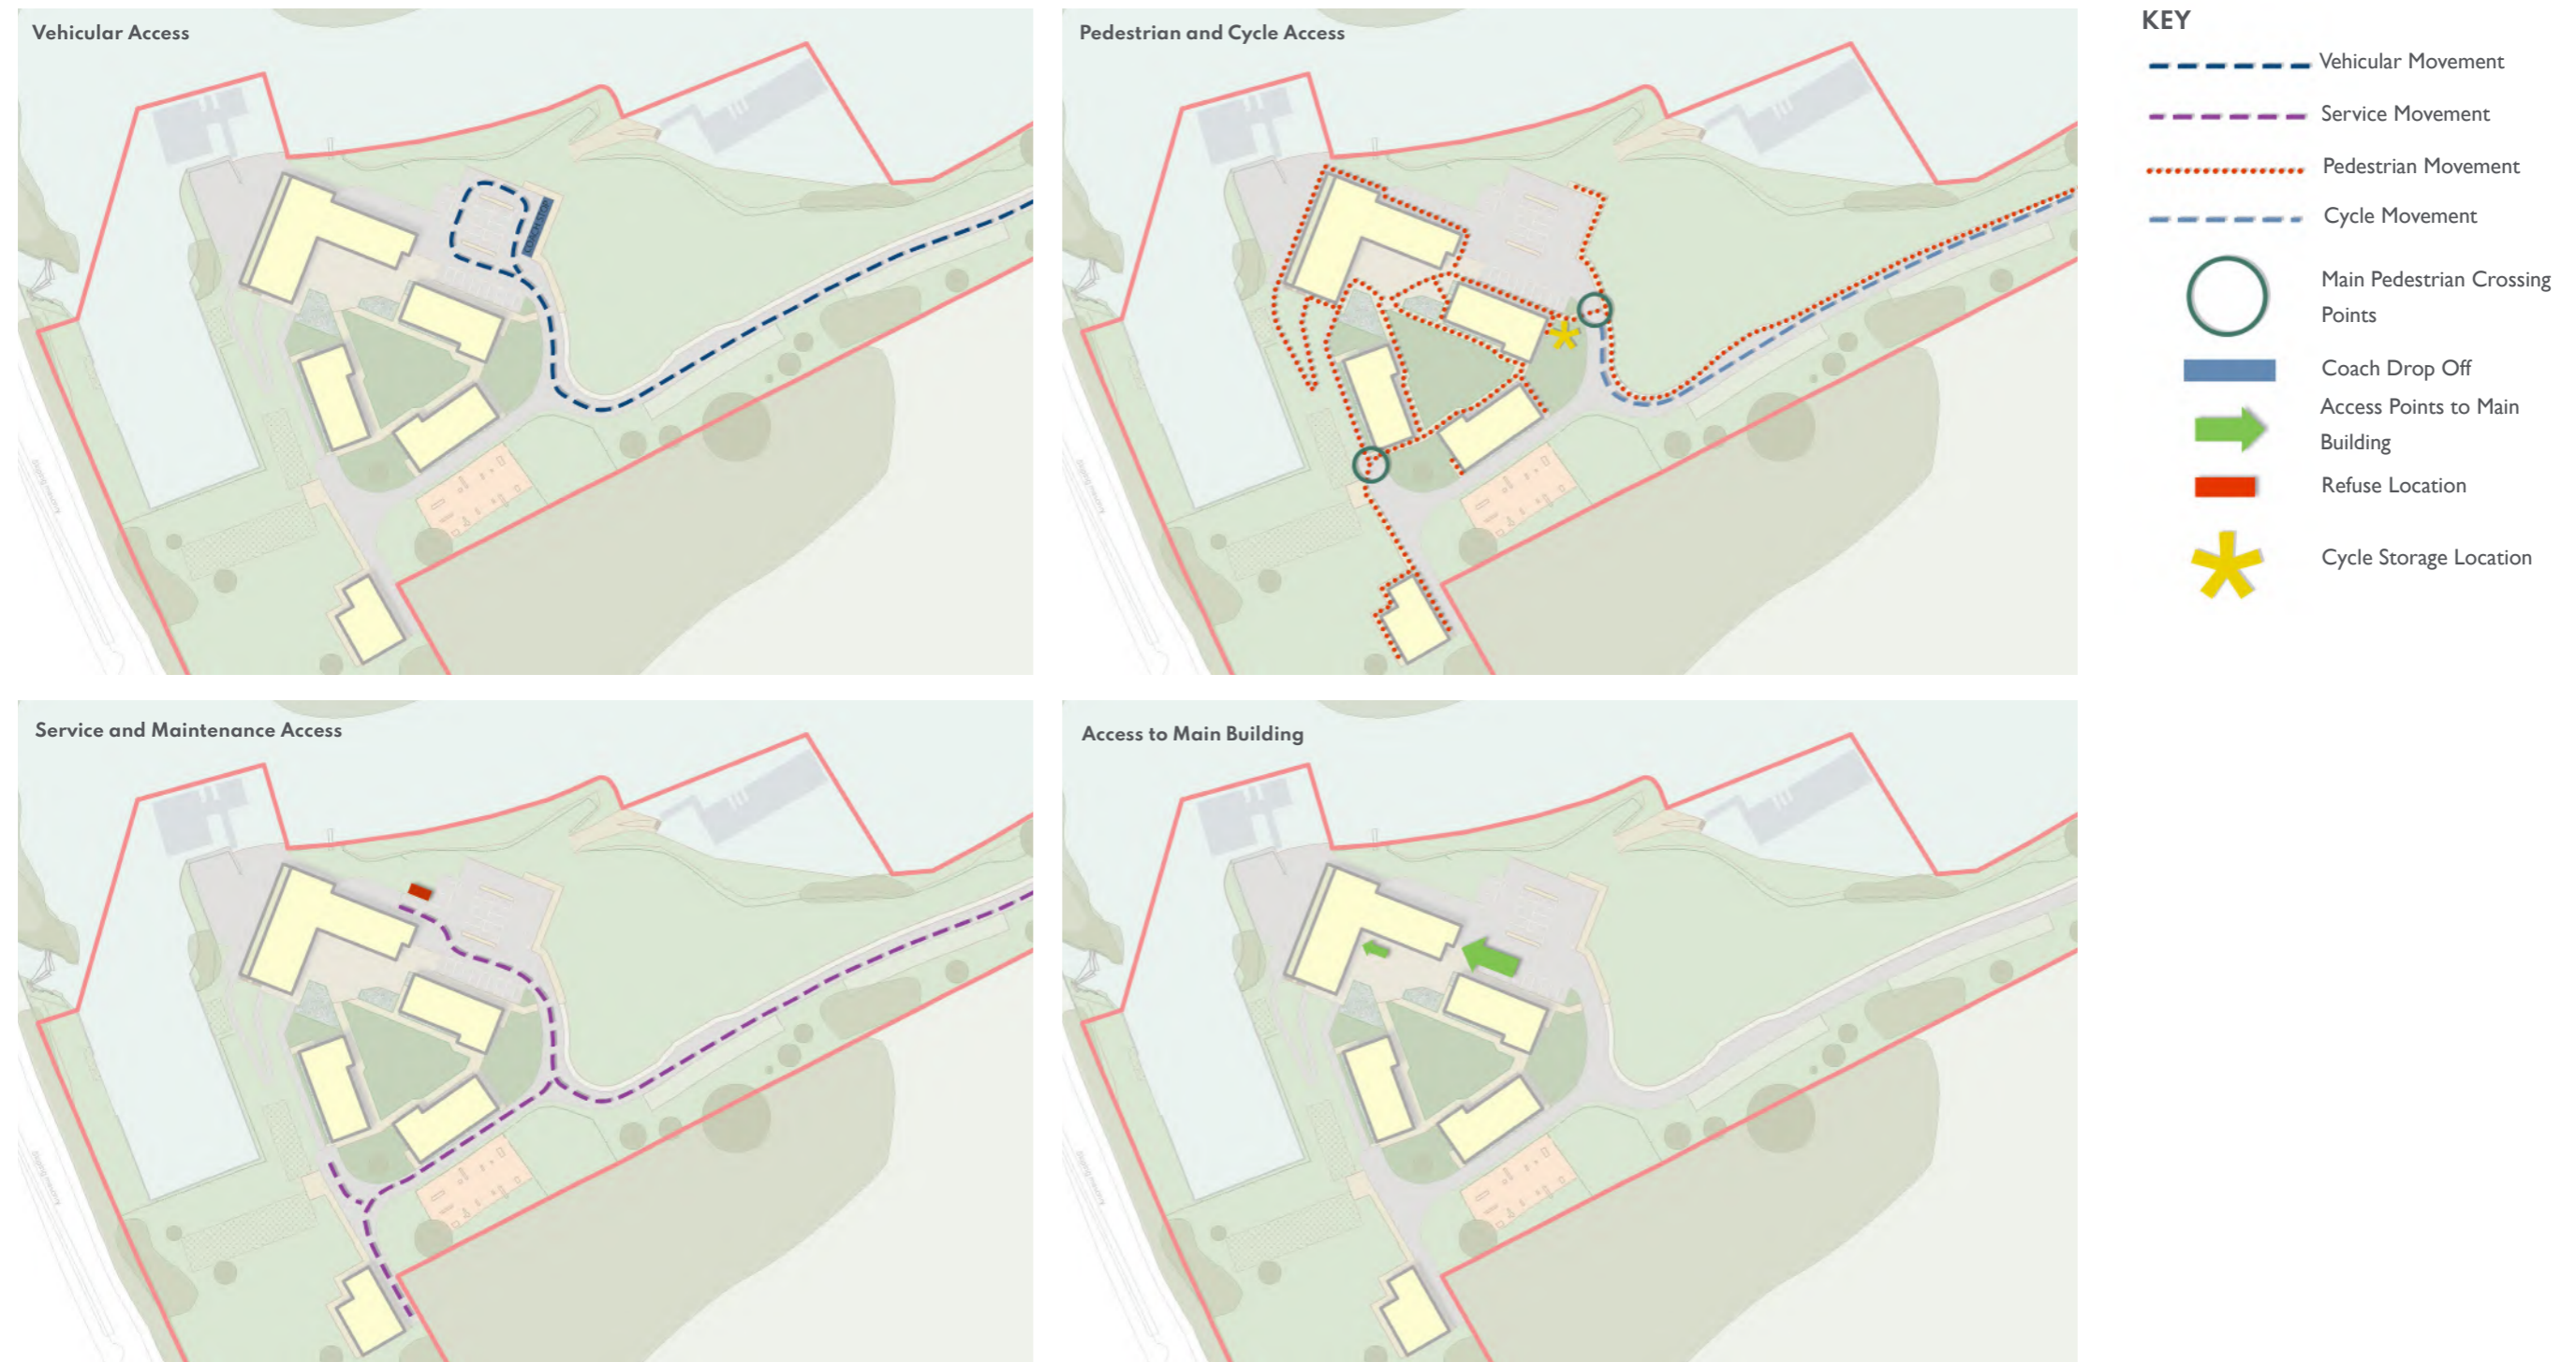 Vehicular Access
Pedestrian and Cycle Access
KEY
Vehicular Movement
Service Movement
Pedestrian Movement
Cycle Movement
Main Pedestrian Crossing
Points
Coach Drop Off
Access Points to Main
Building
Refuse Location
Cycle Storage Location
Service and Maintenance Access
Access to Main Building